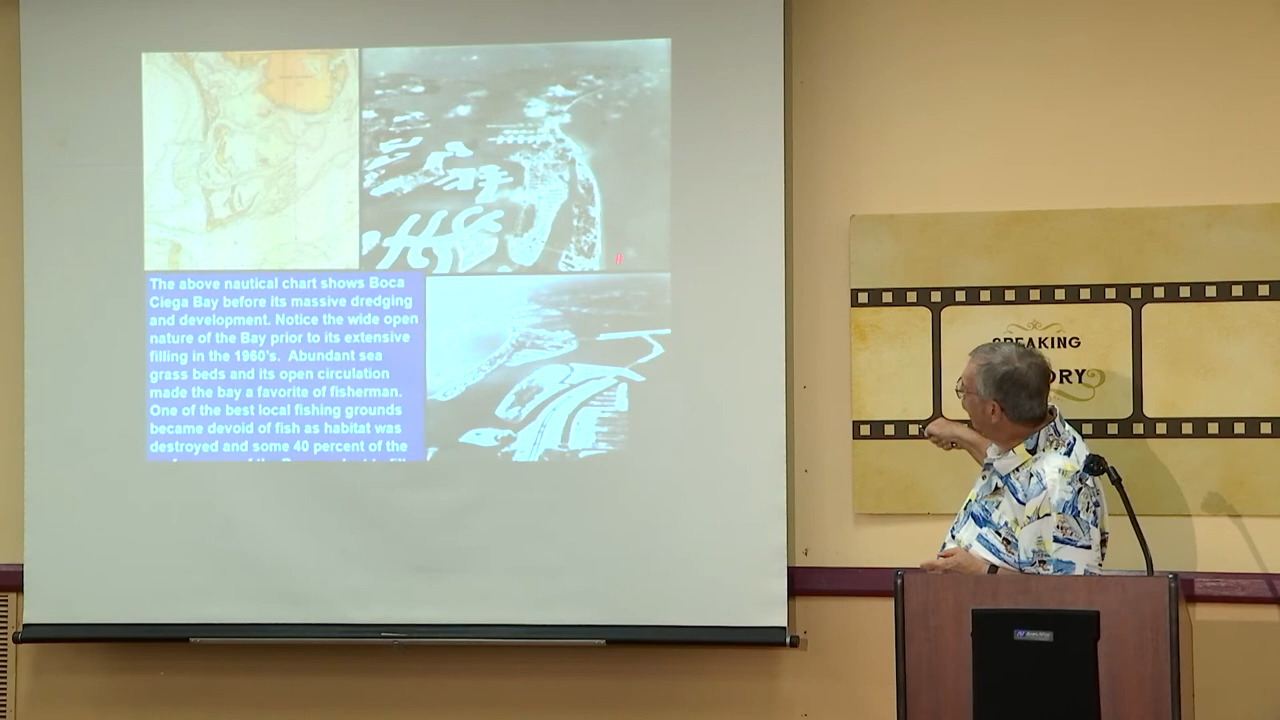 The above nautical chart shows Boca
Ciega Bay before its massive dredging
and development. Notice the wide open
nature of the Bay prior to its extensive
filling in the 1960's. Abundant sea
grass beds and its open circulation
made the bay a favorite of fisherman.
One of the best local fishing grounds
became devoid of fish as habitat was
destroyed and some 40 percent of the
SPEAKING
ORY